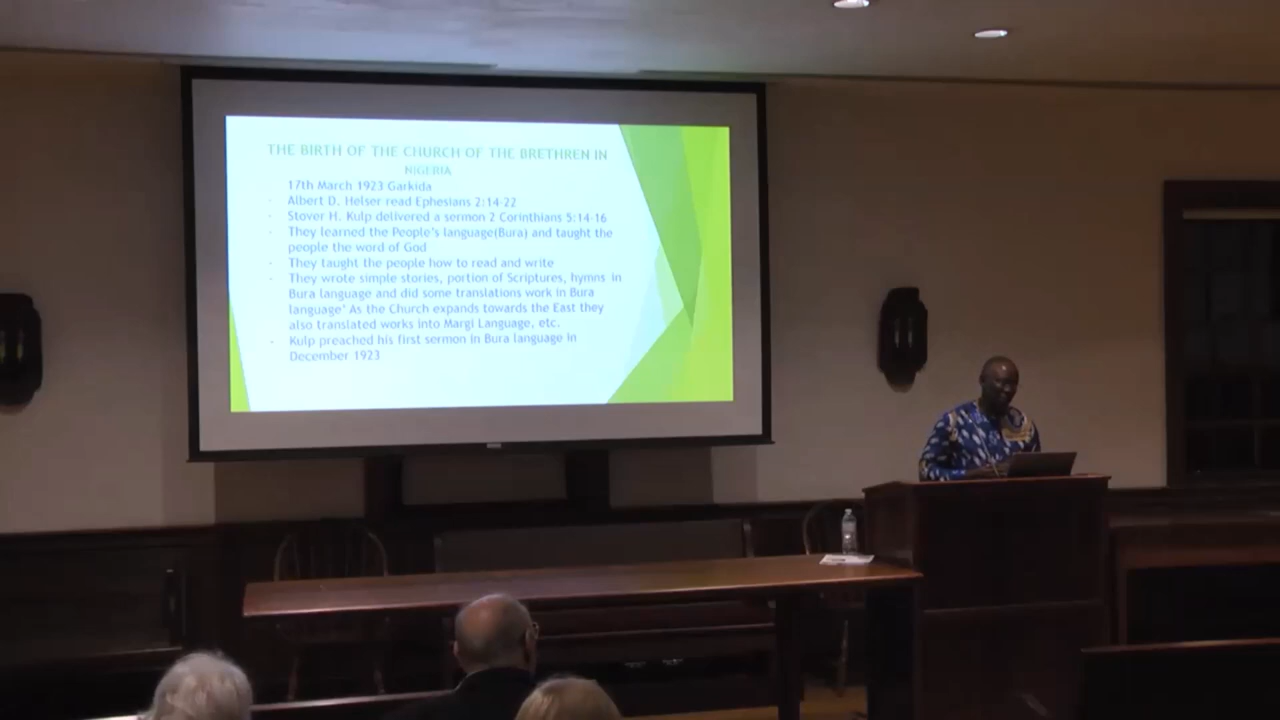 THE BIRTH OF THE CHURCH OF THE BRETHREN IN
NIGERIA
17th March 1923 Garkida
- Albert D. Helser read Ephesians 2:14-22
- Stover H. Kulp delivered a sermon 2 Corinthians 5:14-16
- They learned the People's language(Bura) and taught the
people the word of God
- They taught the people how to read and write
- They wrote simple stories, portion of Scriptures, hymns in
Bura language and did some translations work in Bura
language' As the Church expands towards the East they
also translated works into Margi Language, etc.
- Kulp preached his first sermon in Bura language in
December 1923